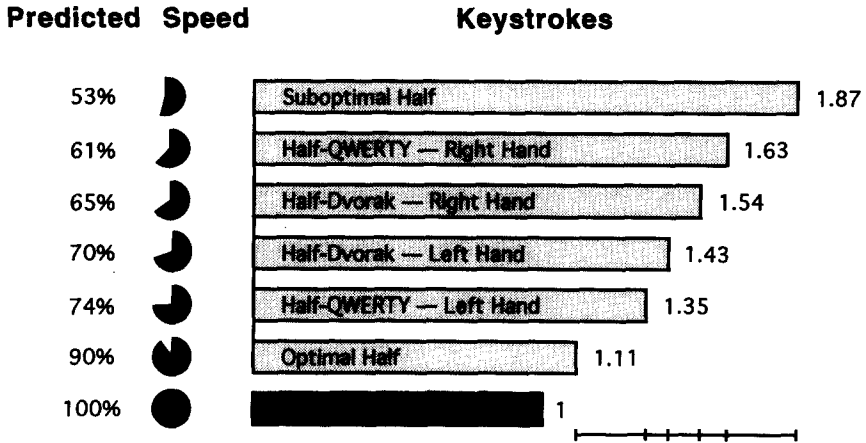 Predicted Speed Keystrokes
53% Suboptimal Half 1.87
61% Half-QWERTY — Right Hand 1.63
65% Half-Dvorak — Right Hand 1.54
70% Half-Dvorak — Left Hand 1.43
74% Half-QWERTY — Left Hand 1.35
90% Optimal Half 1.11
100% 1